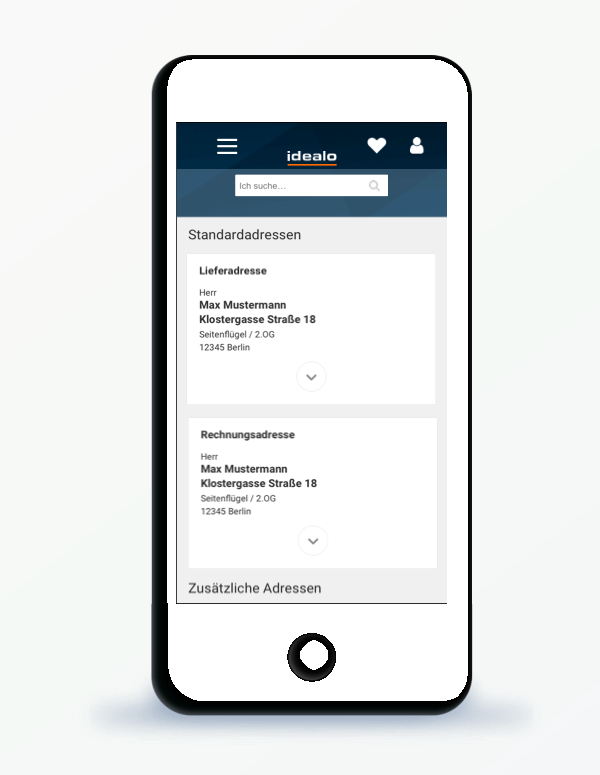 idealo
Ich suche...
Standardadressen
Lieferadresse
Herr
Max Mustermann
Klostergasse Straße 18
Seitenflügel / 2.OG
12345 Berlin
Rechnungsadresse
Herr
Max Mustermann
Klostergasse Straße 18
Seitenflügel / 2.OG
12345 Berlin
Zusätzliche Adressen